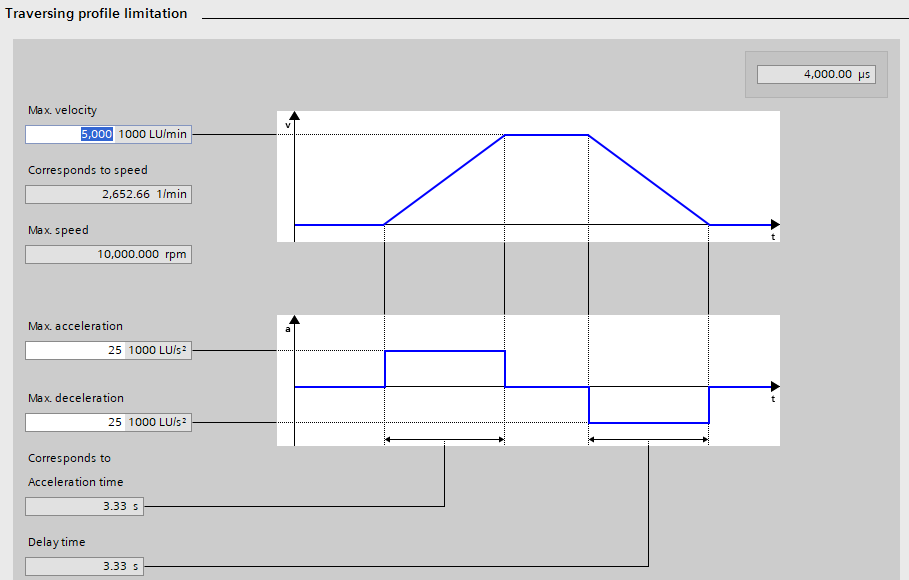 Traversing profile limitation
4,000.00 µs
Max. velocity
5,000 1000 LU/min
v
Corresponds to speed
2,652.66 1/min
Max. speed
10,000.000 rpm
t
Max. acceleration
a
25 1000 LU/s²
Max. deceleration
t
25 1000 LU/s²
Corresponds to
Acceleration time
3.33 s
Delay time
3.33 s